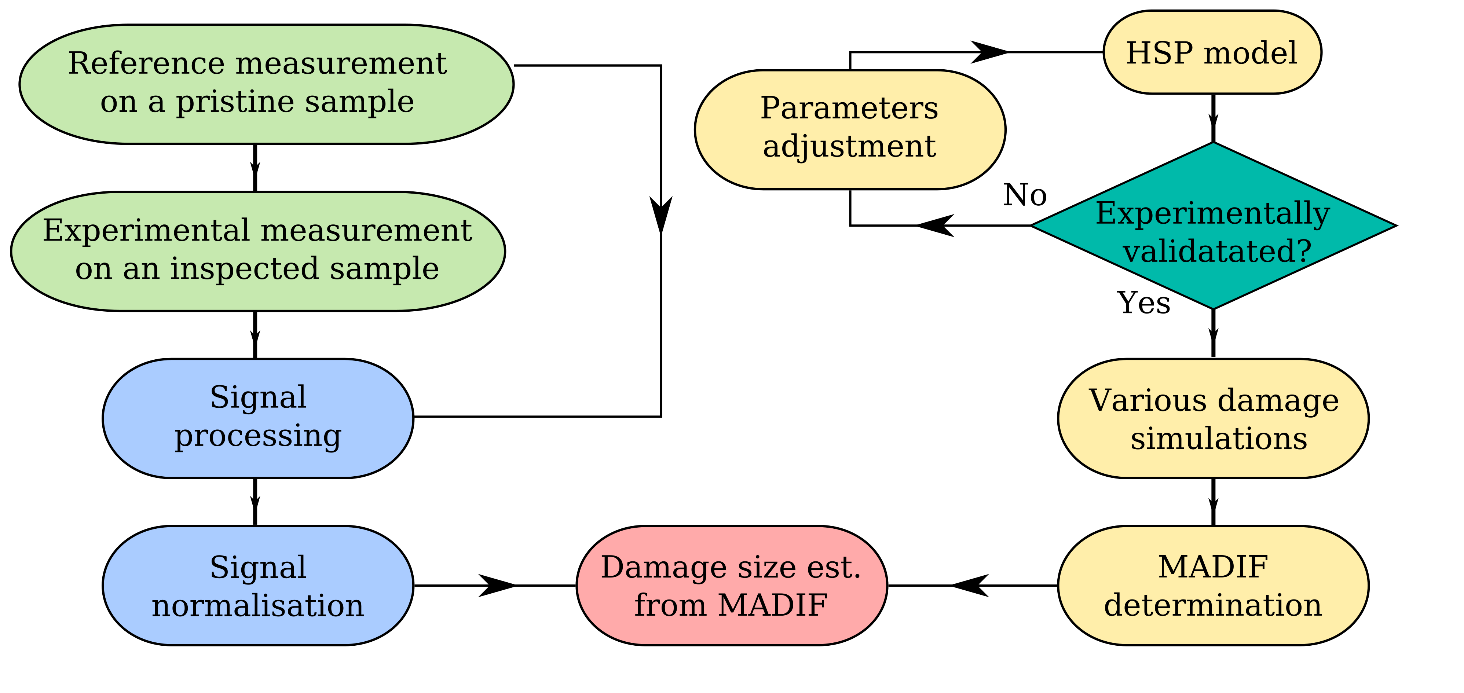 Reference measurement
on a pristine sample
Experimental measurement
on an inspected sample
Signal
processing
Signal
normalisation
Damage size est.
from MADIF
HSP model
Parameters
adjustment
No
Experimentally
validatated?
Yes
Various damage
simulations
MADIF
determination